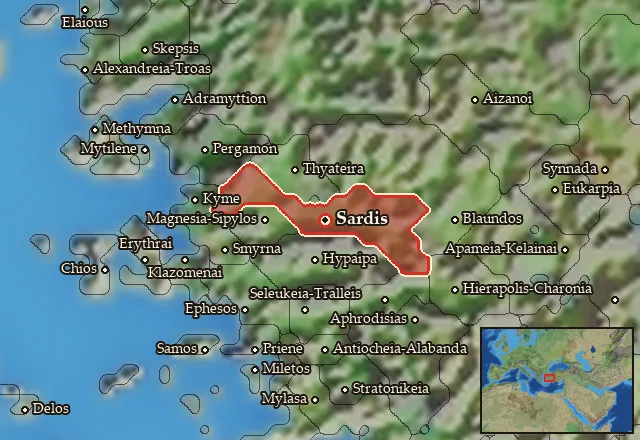 Elaious
Skepsis
Alexandreia-Troas
Adramyttion
Aizanoi
Methymna
Mytilene
Pergamon
Thyateira
Synnada
Eukarpia
Kyme
Magnesia-Sipylos
Sardis
Blaundos
Erythrai
Smyrna
Apameia-Kelainai
Chios
Klazomenai
Hypaipa
Seleukeia-Tralleis
Hierapolis-Charonia
Ephesos
Aphrodisias
Samos
Priene
Antiocheia-Alabanda
Miletos
Stratonikeia
Mylasa
Delos